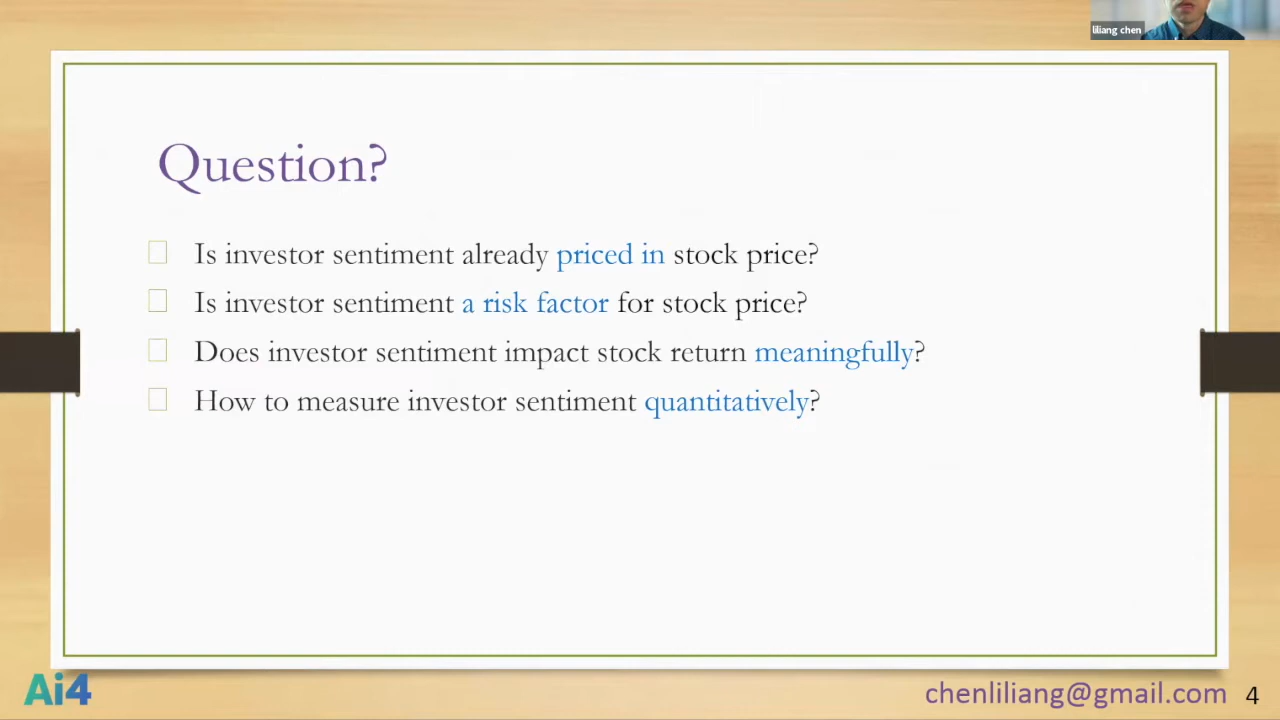 liliang chen
Question?
Is investor sentiment already priced in stock price?
Is investor sentiment a risk factor for stock price?
Does investor sentiment impact stock return meaningfully?
How to measure investor sentiment quantitatively?
Ai4
chenliliang@gmail.com
4